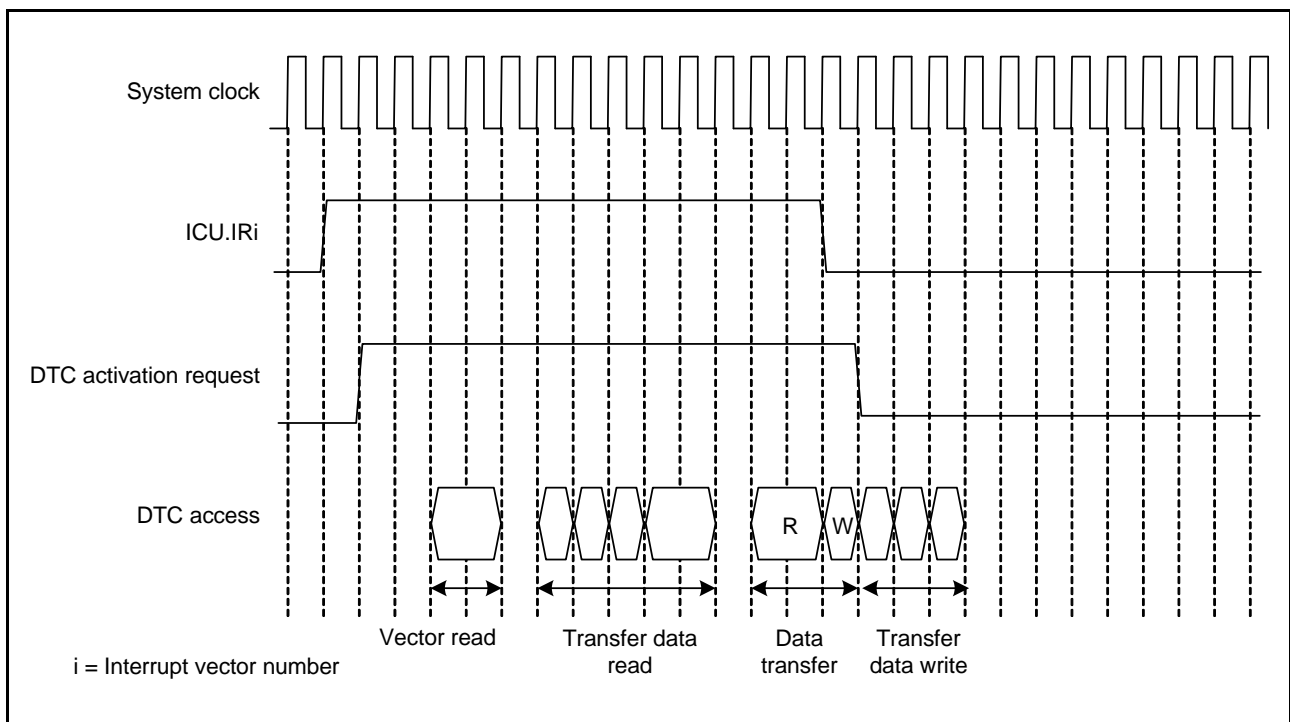 System clock
ICU.IRi
DTC activation request
DTC access
R
W
Vector read
Transfer data
read
Data
transfer
Transfer
data write
i = Interrupt vector number